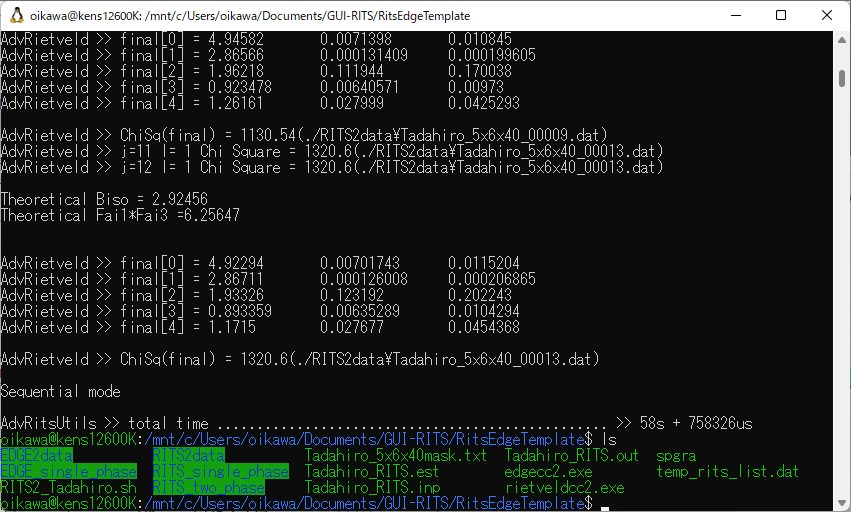 oikawa@kens12600K: /mnt/c/Users/oikawa/Documents/GUI-RITS/RitsEdgeTemplate
AdvRietveld >> final[0] = 4.94582 0.0071398 0.010845
AdvRietveld >> final[1] = 2.86566 0.000131409 0.000199605
AdvRietveld >> final[2] = 1.96218 0.111944 0.170038
AdvRietveld >> final[3] = 0.923478 0.00640571 0.00973
AdvRietveld >> final[4] = 1.26161 0.027999 0.0425293
AdvRietveld >> ChiSq(final) = 1130.54(./RITS2data¥Tadahiro_5x6x40_00009.dat)
AdvRietveld >> j=11 l= 1 Chi Square = 1320.6(./RITS2data¥Tadahiro_5x6x40_00013.dat)
AdvRietveld >> j=12 l= 1 Chi Square = 1320.6(./RITS2data¥Tadahiro_5x6x40_00013.dat)
Theoretical Biso = 2.92456
Theoretical Fai1*Fai3 =6.25647
AdvRietveld >> final[0] = 4.92294 0.00701743 0.0115204
AdvRietveld >> final[1] = 2.86711 0.000126008 0.000206865
AdvRietveld >> final[2] = 1.93326 0.123192 0.202243
AdvRietveld >> final[3] = 0.893359 0.00635289 0.0104294
AdvRietveld >> final[4] = 1.1715 0.027677 0.0454368
AdvRietveld >> ChiSq(final) = 1320.6(./RITS2data¥Tadahiro_5x6x40_00013.dat)
Sequential mode
AdvRitsUtils >> total time ................................................. >> 58s + 758326us
oikawa@kens12600K:/mnt/c/Users/oikawa/Documents/GUI-RITS/RitsEdgeTemplate$ ls
EDGE2data RITS2data Tadahiro_5x6x40mask.txt Tadahiro_RITS.out spgra
EDGE_single_phase RITS_single_phase Tadahiro_RITS.est edgecc2.exe temp_rits_list.dat
RITS2_Tadahiro.sh RITS_two_phase Tadahiro_RITS.inp rietveldcc2.exe
oikawa@kens12600K:/mnt/c/Users/oikawa/Documents/GUI-RITS/RitsEdgeTemplate$